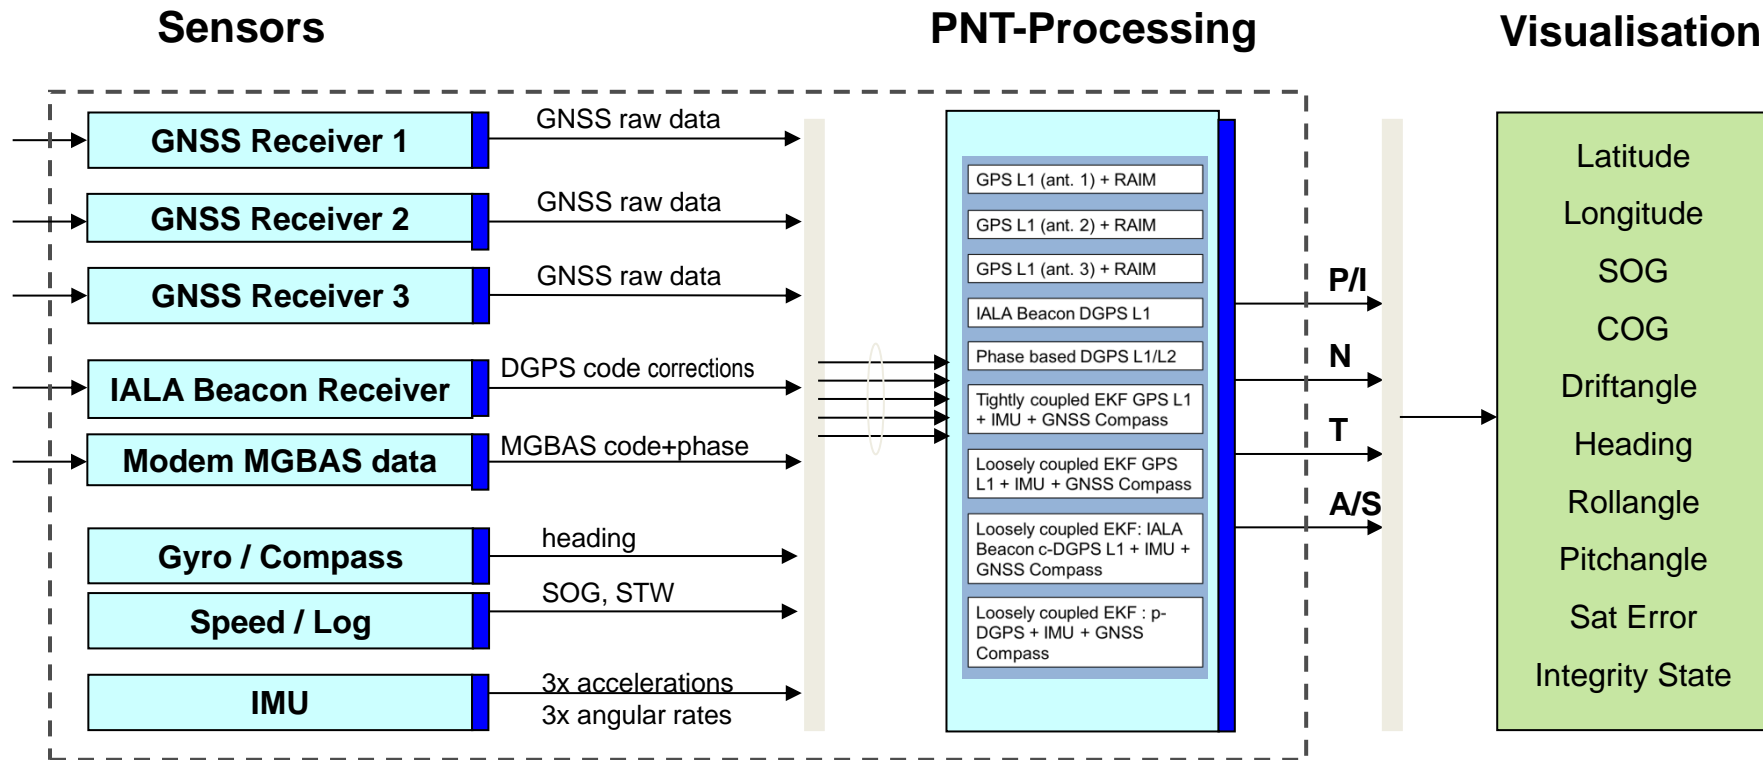 Sensors
PNT-Processing
Visualisation
GNSS Receiver 1
GNSS raw data
GNSS Receiver 2
GNSS raw data
GNSS Receiver 3
GNSS raw data
IALA Beacon Receiver
DGPS code corrections
Modem MGBAS data
MGBAS code+phase
Gyro / Compass
heading
Speed / Log
SOG, STW
IMU
3x accelerations
3x angular rates
GPS L1 (ant. 1) + RAIM
GPS L1 (ant. 2) + RAIM
GPS L1 (ant. 3) + RAIM
IALA Beacon DGPS L1
Phase based DGPS L1/L2
Tightly coupled EKF GPS L1
+ IMU + GNSS Compass
Loosely coupled EKF GPS
L1 + IMU + GNSS Compass
Loosely coupled EKF: IALA
Beacon c-DGPS L1 + IMU +
GNSS Compass
Loosely coupled EKF : p-
DGPS + IMU + GNSS
Compass
P/I
N
T
A/S
Latitude
Longitude
SOG
COG
Driftangle
Heading
Rollangle
Pitchangle
Sat Error
Integrity State